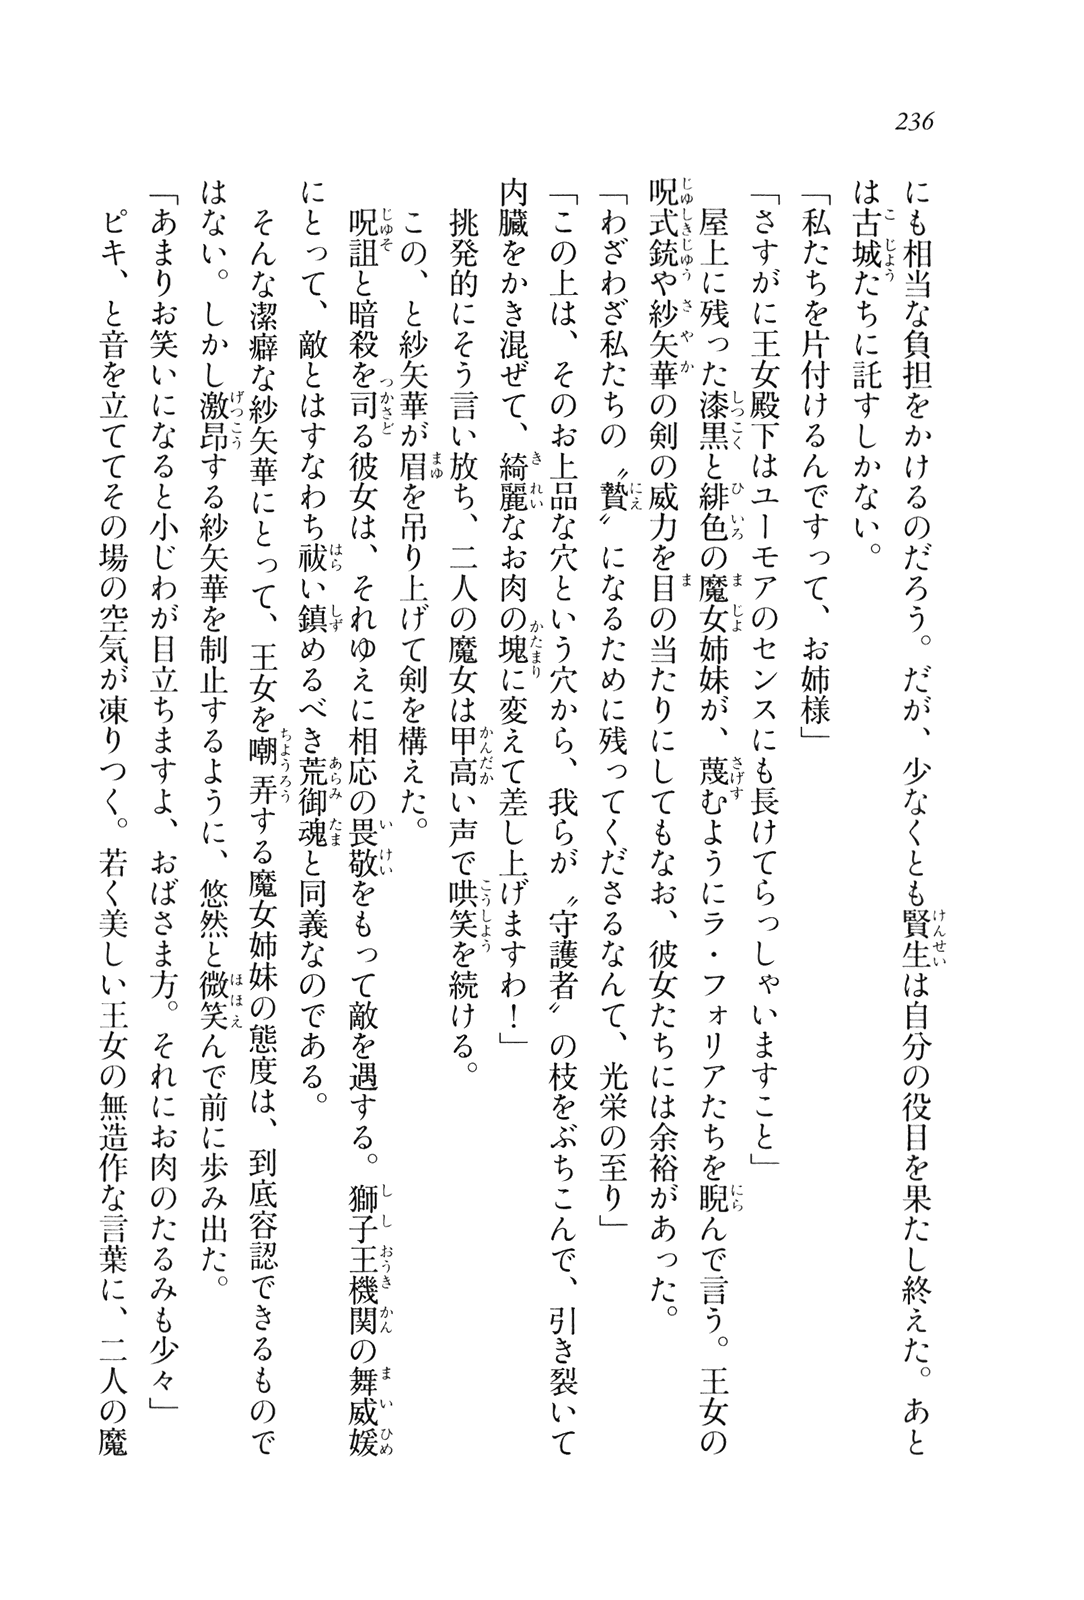 236
にも相当な負担をかけるのだろう。だが、少なくとも賢生は自分の役目を果たし終えた。あと
は古城たちに託すしかない。
「私たちを片付けるんですって、お姉様」
「さすがに王女殿下はユーモアのセンスにも長けてらっしゃいますこと」
屋上に残った漆黒と緋色の魔女姉妹が、蔑むようにラ・フォリアたちを睨んで言う。王女の
呪式銃や紗矢華の剣の威力を目の当たりにしてもなお、彼女たちには余裕があった。
「わざわざ私たちの〝贄〟になるために残ってくださるなんて、光栄の至り」
「この上は、そのお上品な穴という穴から、我らが〝守護者〟の枝をぶちこんで、引き裂いて
内臓をかき混ぜて、綺麗なお肉の塊に変えて差し上げますわ！」
挑発的にそう言い放ち、二人の魔女は甲高い声で哄笑を続ける。
この、と紗矢華が眉を吊り上げて剣を構えた。
呪詛と暗殺を司る彼女は、それゆえに相応の畏敬をもって敵を遇する。獅子王機関の舞威媛
にとって、敵とはすなわち祓い鎮めるべき荒御魂と同義なのである。
そんな潔癖な紗矢華にとって、王女を嘲弄する魔女姉妹の態度は、到底容認できるもので
はない。しかし激昂する紗矢華を制止するように、悠然と微笑んで前に歩み出た。
「あまりお笑いになると小じわが目立ちますよ、おばさま方。それにお肉のたるみも少々」
ピキ、と音を立ててその場の空気が凍りつく。若く美しい王女の無造作な言葉に、二人の魔